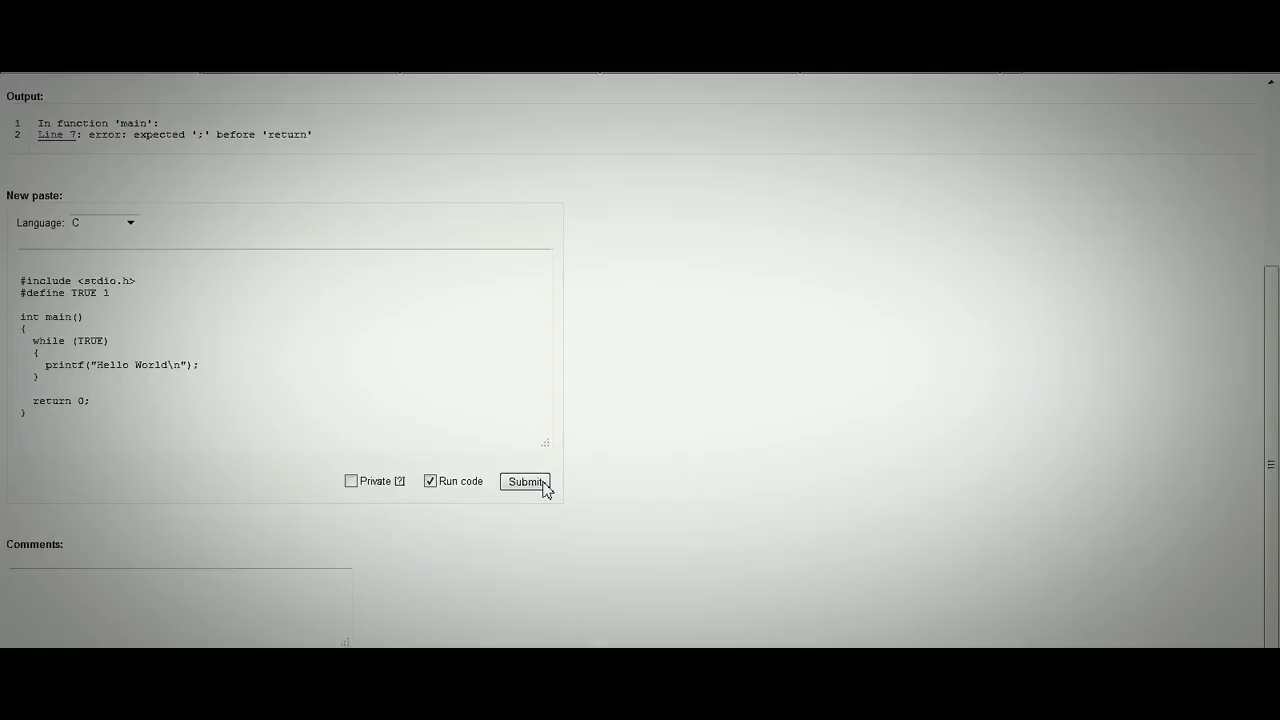 Output:
1 In function 'main':
2 Line 7: error: expected ';' before 'return'
New paste:
Language: C
#include <stdio.h>
#define TRUE 1
int main()
{
while (TRUE)
{
printf("Hello World\n");
}
return 0;
}
Private [?] Run code Submit
Comments: